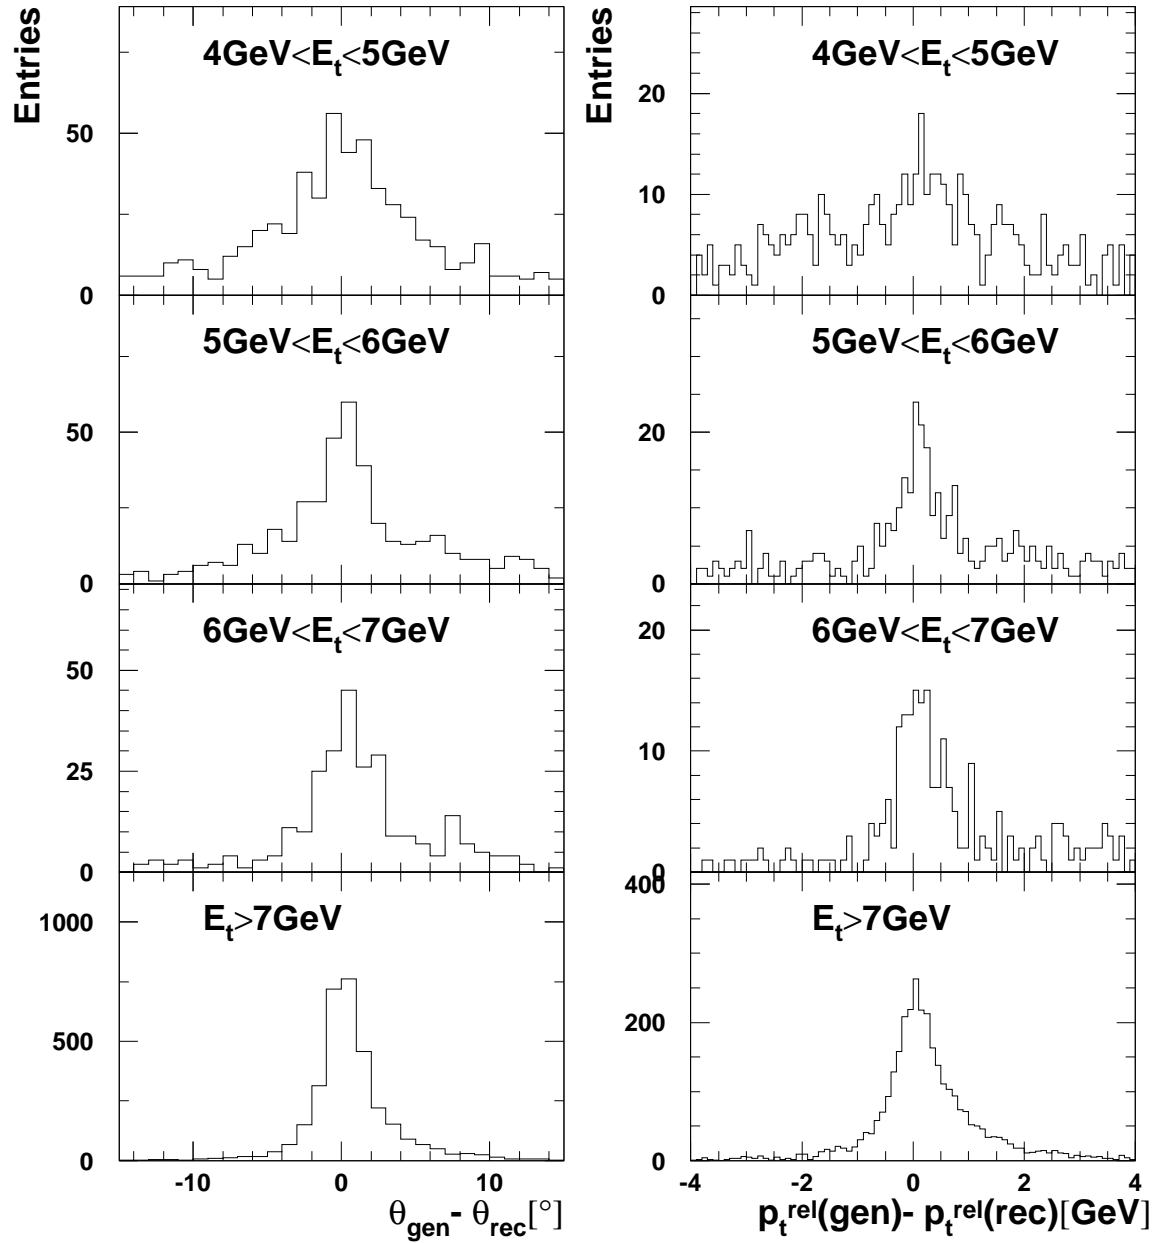 Entries
4GeV<E_t<5GeV
50
0
5GeV<E_t<6GeV
50
0
6GeV<E_t<7GeV
50
25
0
E_t>7GeV
1000
500
0
-10
0
10
θ_gen- θ_rec[°]
Entries
4GeV<E_t<5GeV
20
10
0
5GeV<E_t<6GeV
20
0
6GeV<E_t<7GeV
20
10
0
E_t>7GeV
400
200
0
-4
-2
0
2
4
p_t^rel(gen)- p_t^rel(rec)[GeV]